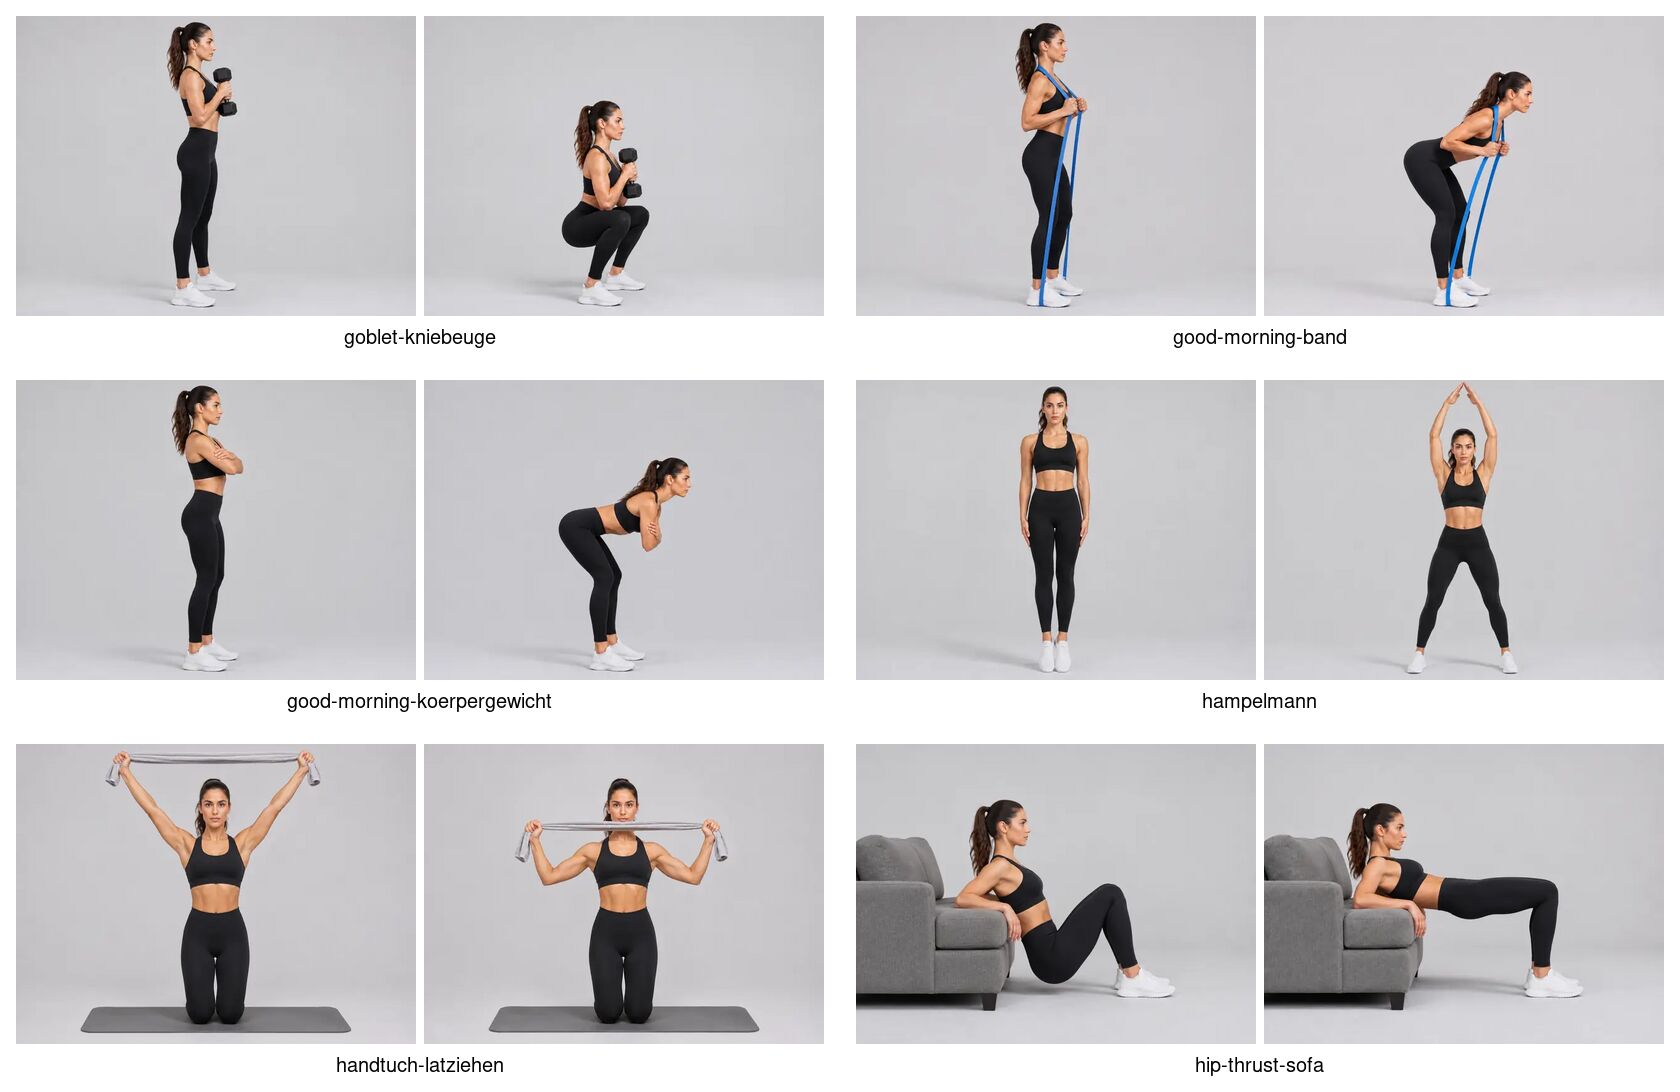 goblet-kniebeuge
good-morning-band
good-morning-koerpergewicht
hampelmann
handtuch-latziehen
hip-thrust-sofa